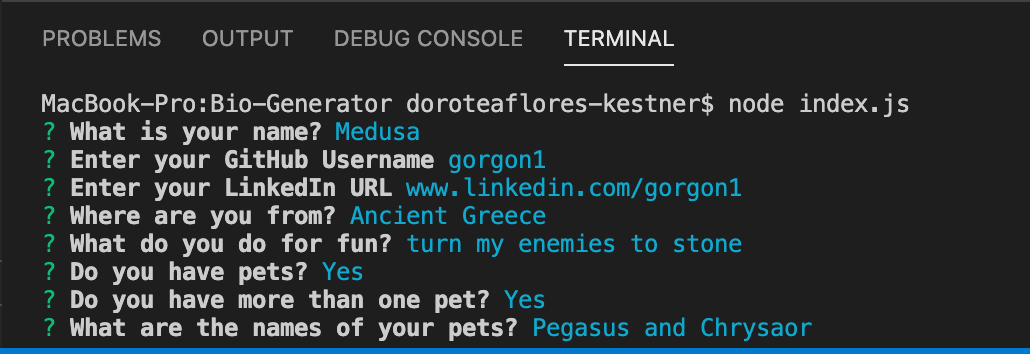 PROBLEMS OUTPUT DEBUG CONSOLE TERMINAL
MacBook-Pro:Bio-Generator doroteaflores-kestner$ node index.js
? What is your name? Medusa
? Enter your GitHub Username gorgon1
? Enter your LinkedIn URL www.linkedin.com/gorgon1
? Where are you from? Ancient Greece
? What do you do for fun? turn my enemies to stone
? Do you have pets? Yes
? Do you have more than one pet? Yes
? What are the names of your pets? Pegasus and Chrysaor